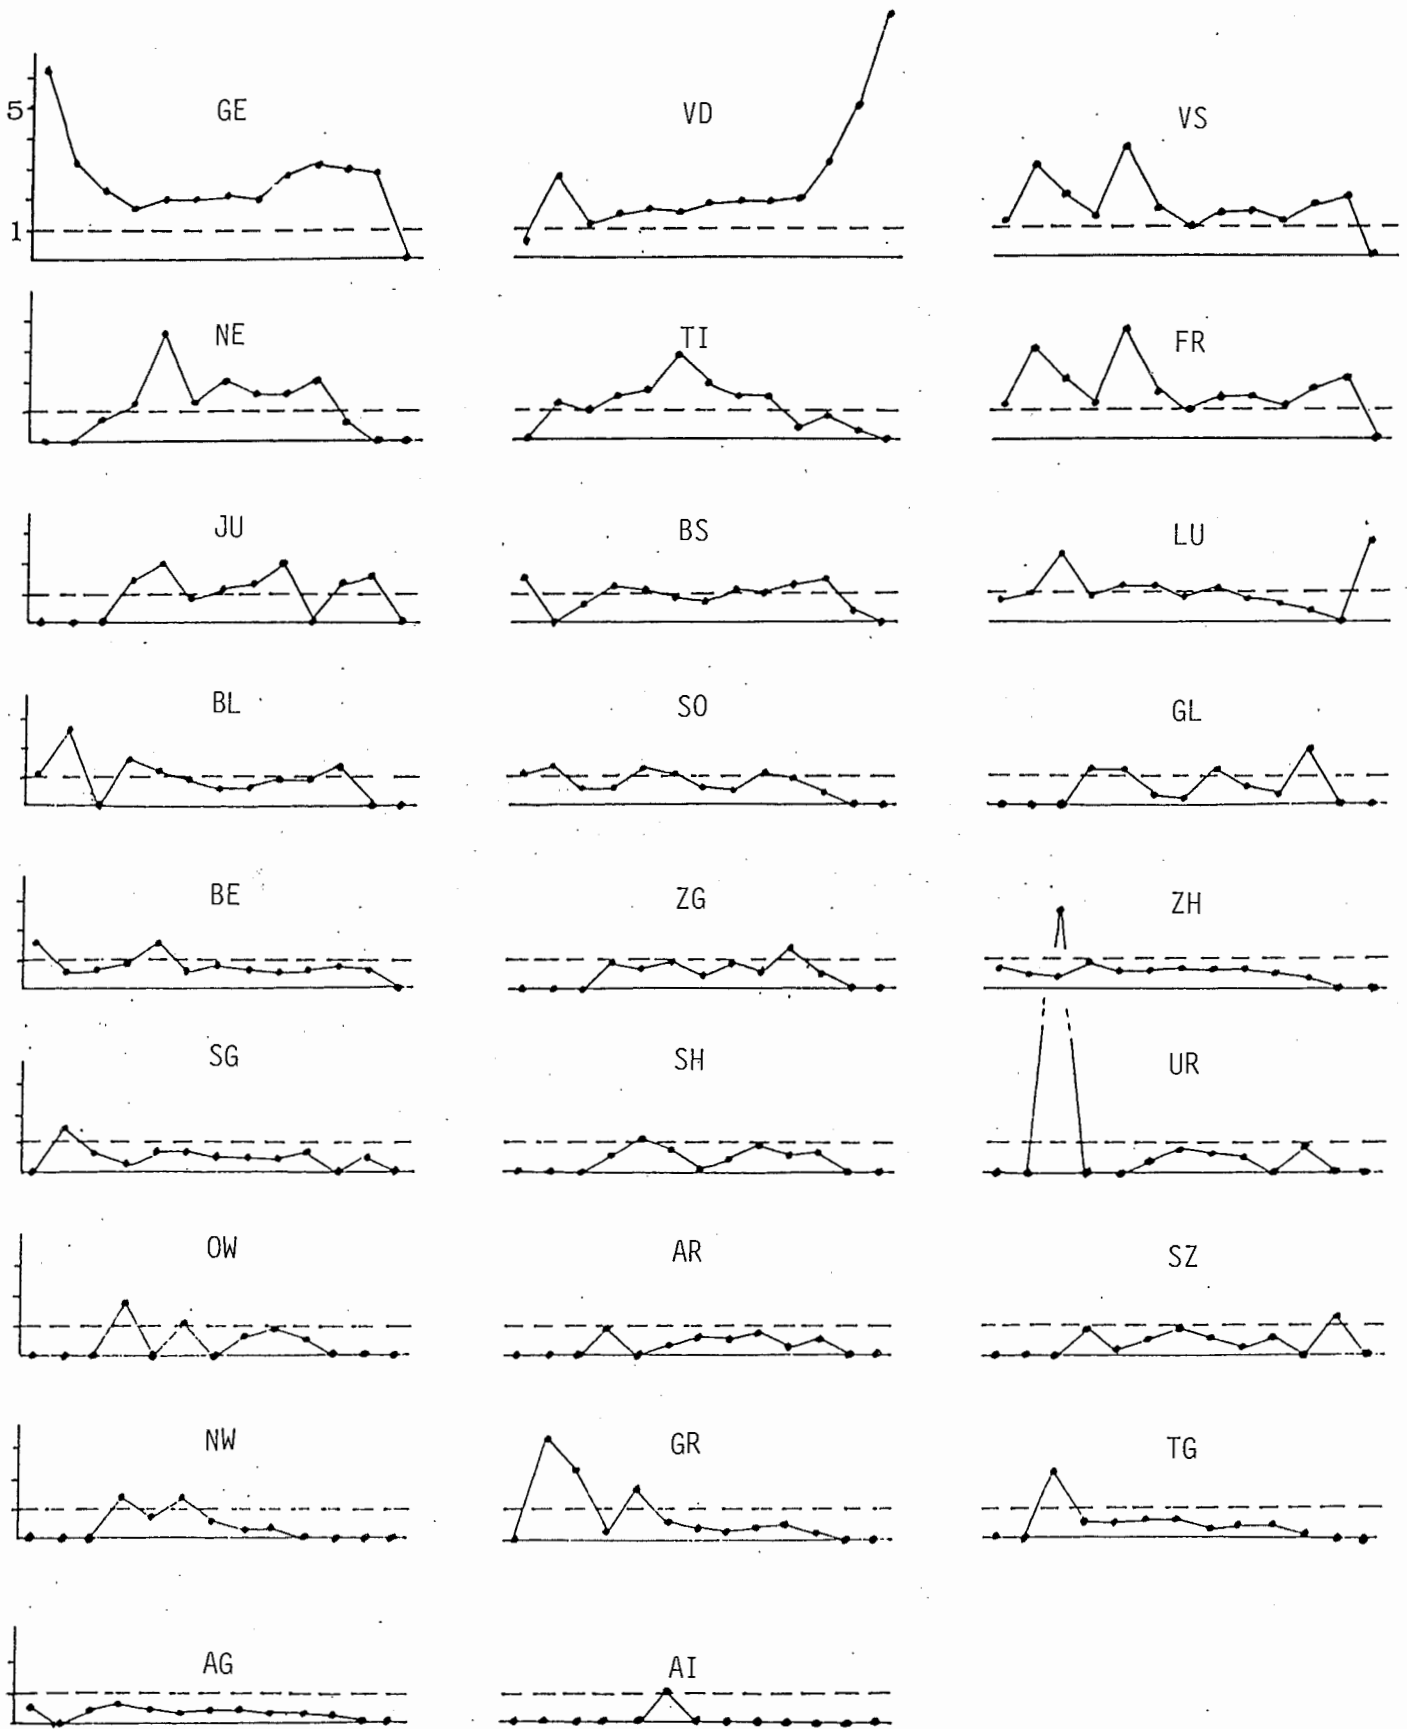 GE VD VS
5
1
NE TI FR
JU BS LU
BL SO GL
BE ZG ZH
SG SH UR
OW AR SZ
NW GR TG
AG AI